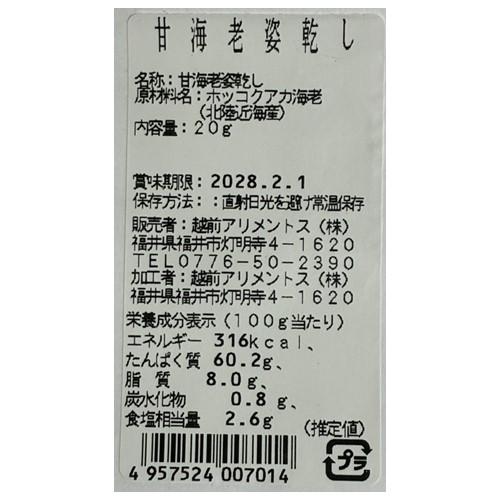 甘海老姿乾し
名称：甘海老姿乾し
原材料名：ホッコクアカ海老
（北陸近海産）
内容量：20g
賞味期限：2028.2.1
保存方法：：直射日光を避け常温保存
販売者：越前アリメントス（株）
福井県福井市灯明寺4-1620
TEL0776-50-2390
加工者：越前アリメントス（株）
福井県福井市灯明寺4-1620
栄養成分表示（100g当たり）
エネルギー 316kcal、
たんぱく質 60.2g、
脂質 8.0g、
炭水化物 0.8g、
食塩相当量 2.6g （推定値）
4957524007014
プラ